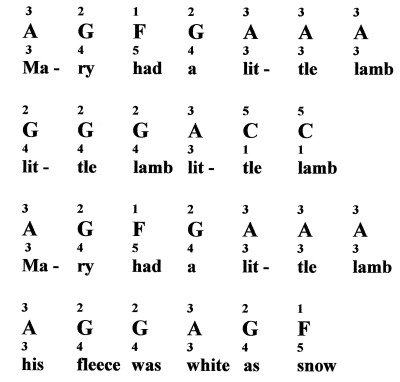 3 2 1 2 3 3 3
A G F G A A A
3 4 5 4 3 3 3
Ma - ry had a lit - tle lamb
2 2 2 3 5 5
G G G A C C
4 4 4 3 1 1
lit - tle lamb lit - tle lamb
3 2 1 2 3 3 3
A G F G A A A
3 4 5 4 3 3 3
Ma - ry had a lit - tle lamb
3 2 2 3 2 1
A G G A G F
3 4 4 3 4 5
his fleece was white as snow